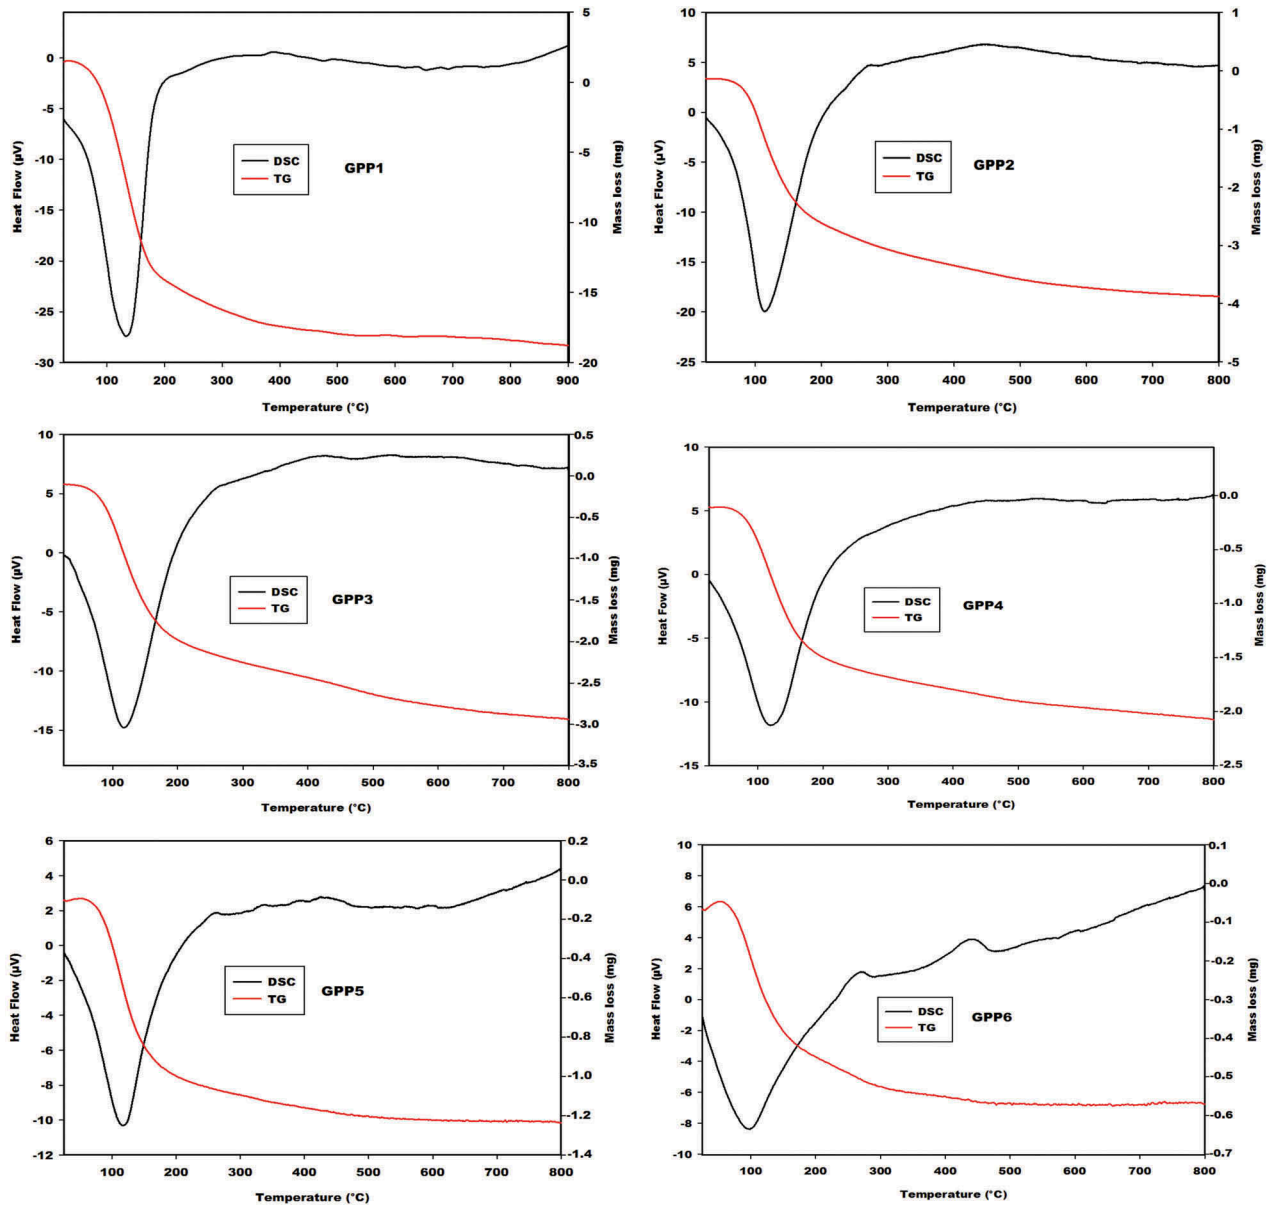 5
0
-5
-10
-15
-20
-25
-30
Heat Flow (µV)
5
0
-5
-10
-15
-20
Mass loss (mg)
DSC
TG
GPP1
100 200 300 400 500 600 700 800 900
Temperature (°C)
10
5
0
-5
-10
-15
-20
-25
Heat Flow (µV)
1
0
-1
-2
-3
-4
-5
Mass loss (mg)
DSC
TG
GPP2
100 200 300 400 500 600 700 800
Temperature (°C)
10
5
0
-5
-10
-15
Heat Flow (µV)
0.5
0.0
-0.5
-1.0
-1.5
-2.0
-2.5
-3.0
-3.5
Mass loss (mg)
DSC
TG
GPP3
100 200 300 400 500 600 700 800
Temperature (°C)
10
5
0
-5
-10
-15
Heat Fow (µV)
0.0
-0.5
-1.0
-1.5
-2.0
-2.5
Mass loss (mg)
DSC
TG
GPP4
100 200 300 400 500 600 700 800
Temperature (°C)
6
4
2
0
-2
-4
-6
-8
-10
-12
Heat Flow (µV)
0.2
0.0
-0.2
-0.4
-0.6
-0.8
-1.0
-1.2
-1.4
Mass loss (mg)
DSC
TG
GPP5
100 200 300 400 500 600 700 800
Temperature (°C)
10
8
6
4
2
0
-2
-4
-6
-8
-10
Heat Flow (µV)
0.1
0.0
-0.1
-0.2
-0.3
-0.4
-0.5
-0.6
-0.7
Mass loss (mg)
DSC
TG
GPP6
100 200 300 400 500 600 700 800
Temperature (°C)